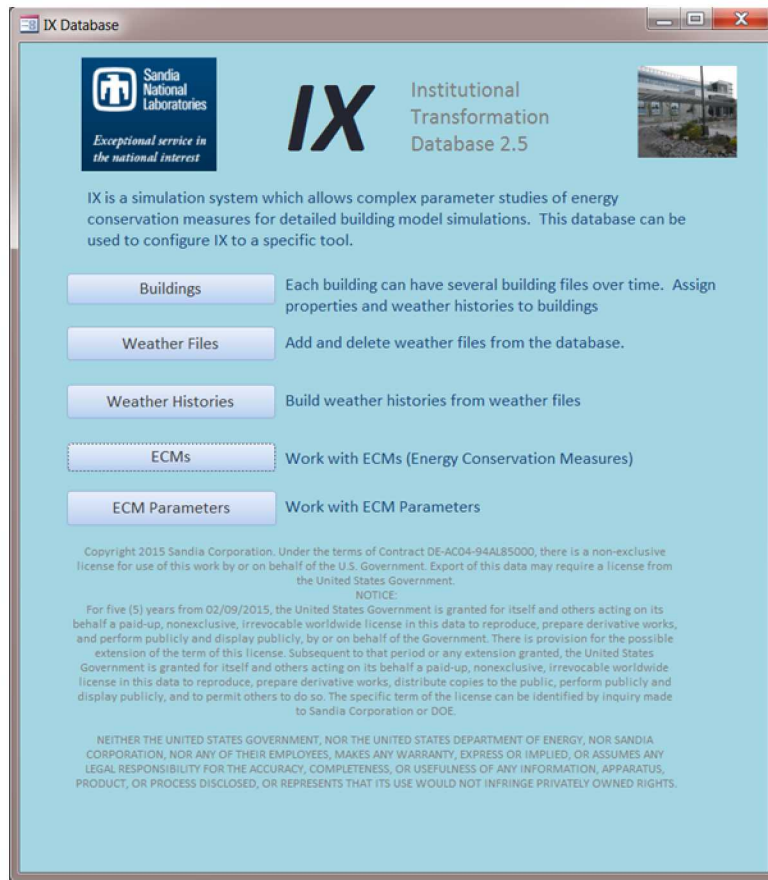 IX Database
Sandia
National
Laboratories
Exceptional service in
the national interest
IX
Institutional
Transformation
Database 2.5
IX is a simulation system which allows complex parameter studies of energy
conservation measures for detailed building model simulations.  This database can be
used to configure IX to a specific tool.
Buildings
Each building can have several building files over time.  Assign
properties and weather histories to buildings
Weather Files
Add and delete weather files from the database.
Weather Histories
Build weather histories from weather files
ECMs
Work with ECMs (Energy Conservation Measures)
ECM Parameters
Work with ECM Parameters
Copyright 2015 Sandia Corporation. Under the terms of Contract DE-AC04-94AL85000, there is a non-exclusive
license for use of this work by or on behalf of the U.S. Government. Export of this data may require a license from
the United States Government.
NOTICE:
For five (5) years from 02/09/2015, the United States Government is granted for itself and others acting on its
behalf a paid-up, nonexclusive, irrevocable worldwide license in this data to reproduce, prepare derivative works,
and perform publicly and display publicly, by or on behalf of the Government. There is provision for the possible
extension of the term of this license. Subsequent to that period or any extension granted, the United States
Government is granted for itself and others acting on its behalf a paid-up, nonexclusive, irrevocable worldwide
license in this data to reproduce, prepare derivative works, distribute copies to the public, perform publicly and
display publicly, and to permit others to do so. The specific term of the license can be identified by inquiry made
to Sandia Corporation or DOE.
NEITHER THE UNITED STATES GOVERNMENT, NOR THE UNITED STATES DEPARTMENT OF ENERGY, NOR SANDIA
CORPORATION, NOR ANY OF THEIR EMPLOYEES, MAKES ANY WARRANTY, EXPRESS OR IMPLIED, OR ASSUMES ANY
LEGAL RESPONSIBILITY FOR THE ACCURACY, COMPLETENESS, OR USEFULNESS OF ANY INFORMATION, APPARATUS,
PRODUCT, OR PROCESS DISCLOSED, OR REPRESENTS THAT ITS USE WOULD NOT INFRINGE PRIVATELY OWNED RIGHTS.